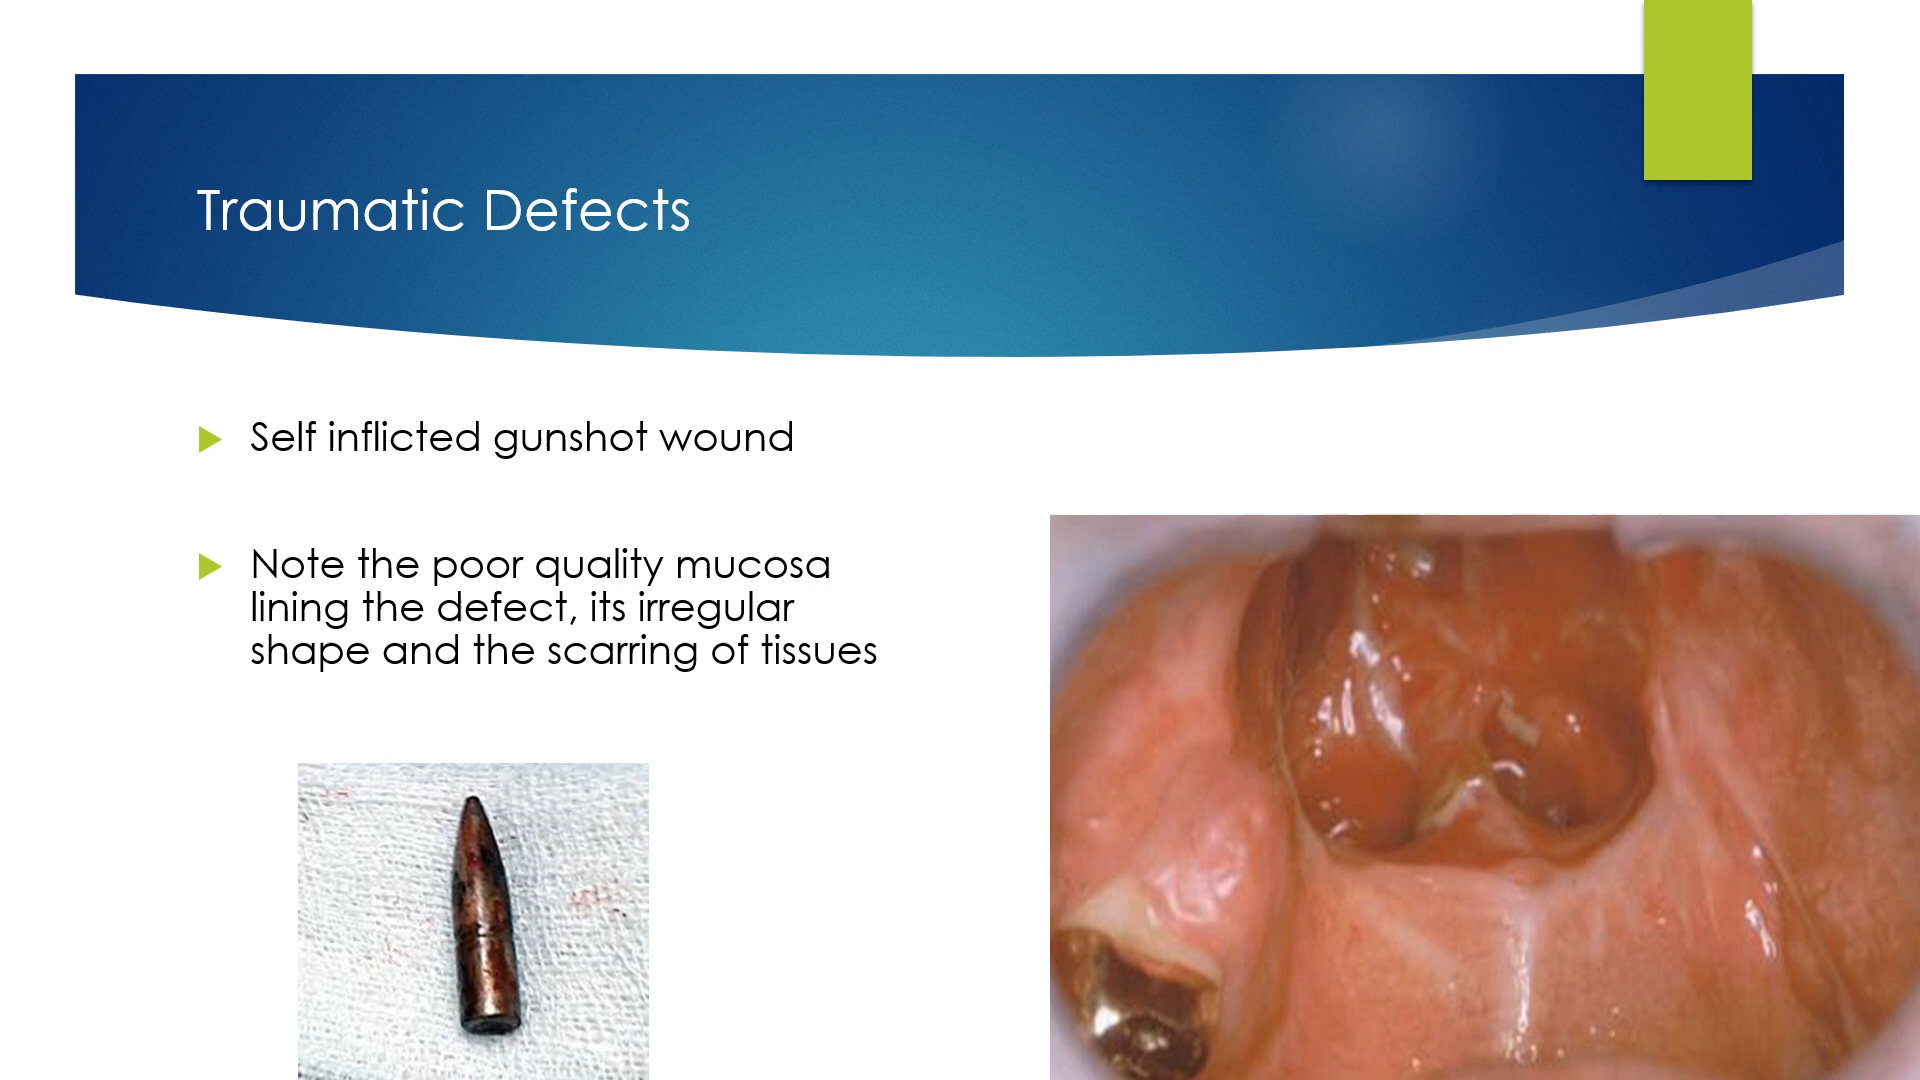 Traumatic Defects
Self inflicted gunshot wound
Note the poor quality mucosa
lining the defect, its irregular
shape and the scarring of tissues